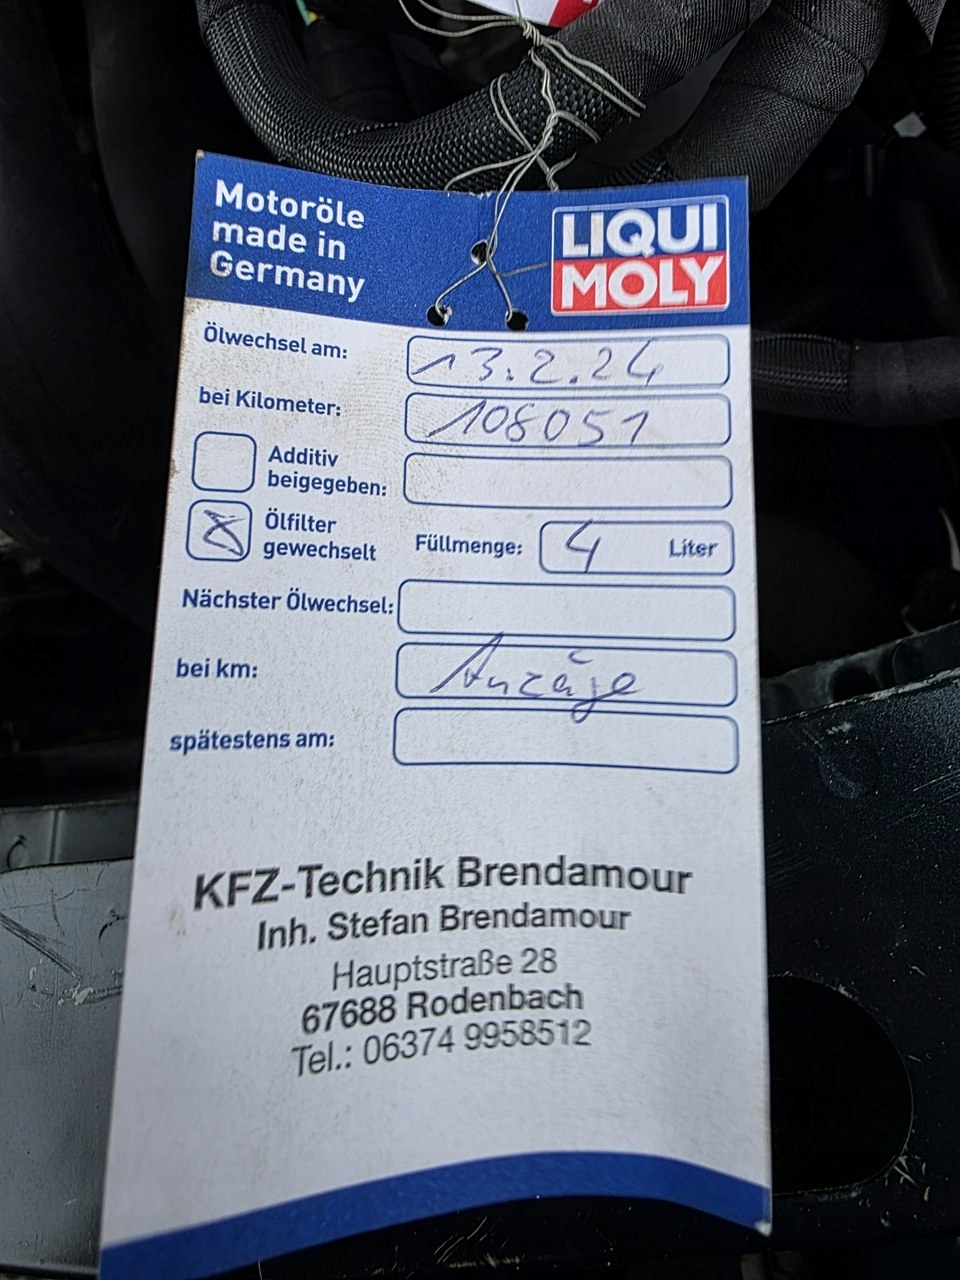 Motoröle
made in
Germany
LIQUI
MOLY
Ölwechsel am: 13.2.24
bei Kilometer: 108051
Additiv
beigegeben:
Ölfilter
gewechselt
Füllmenge: 4 Liter
Nächster Ölwechsel:
bei km: Anzeige
spätestens am:
KFZ-Technik Brendamour
Inh. Stefan Brendamour
Hauptstraße 28
67688 Rodenbach
Tel.: 06374 9958512